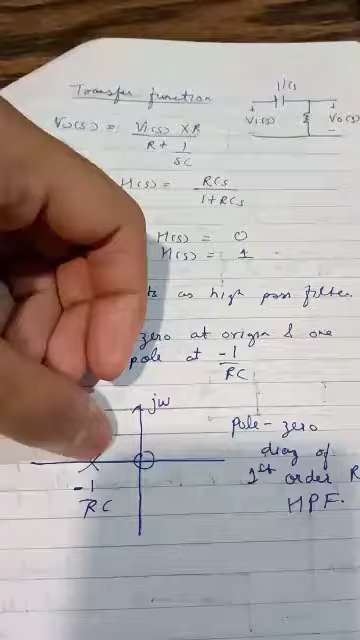 Transfer function
1/Cs
Vo(s) = Vi(s) X R
R + 1
SC
Vi(s)
Vo(s)
H(s) = RCs
1+RCs
H(s) = 0
H(s) = 1
as high pass filter.
zero at origin & one
pole at -1
RC
jω
pole-zero
diag of
1st order R
HPF.
-1
RC